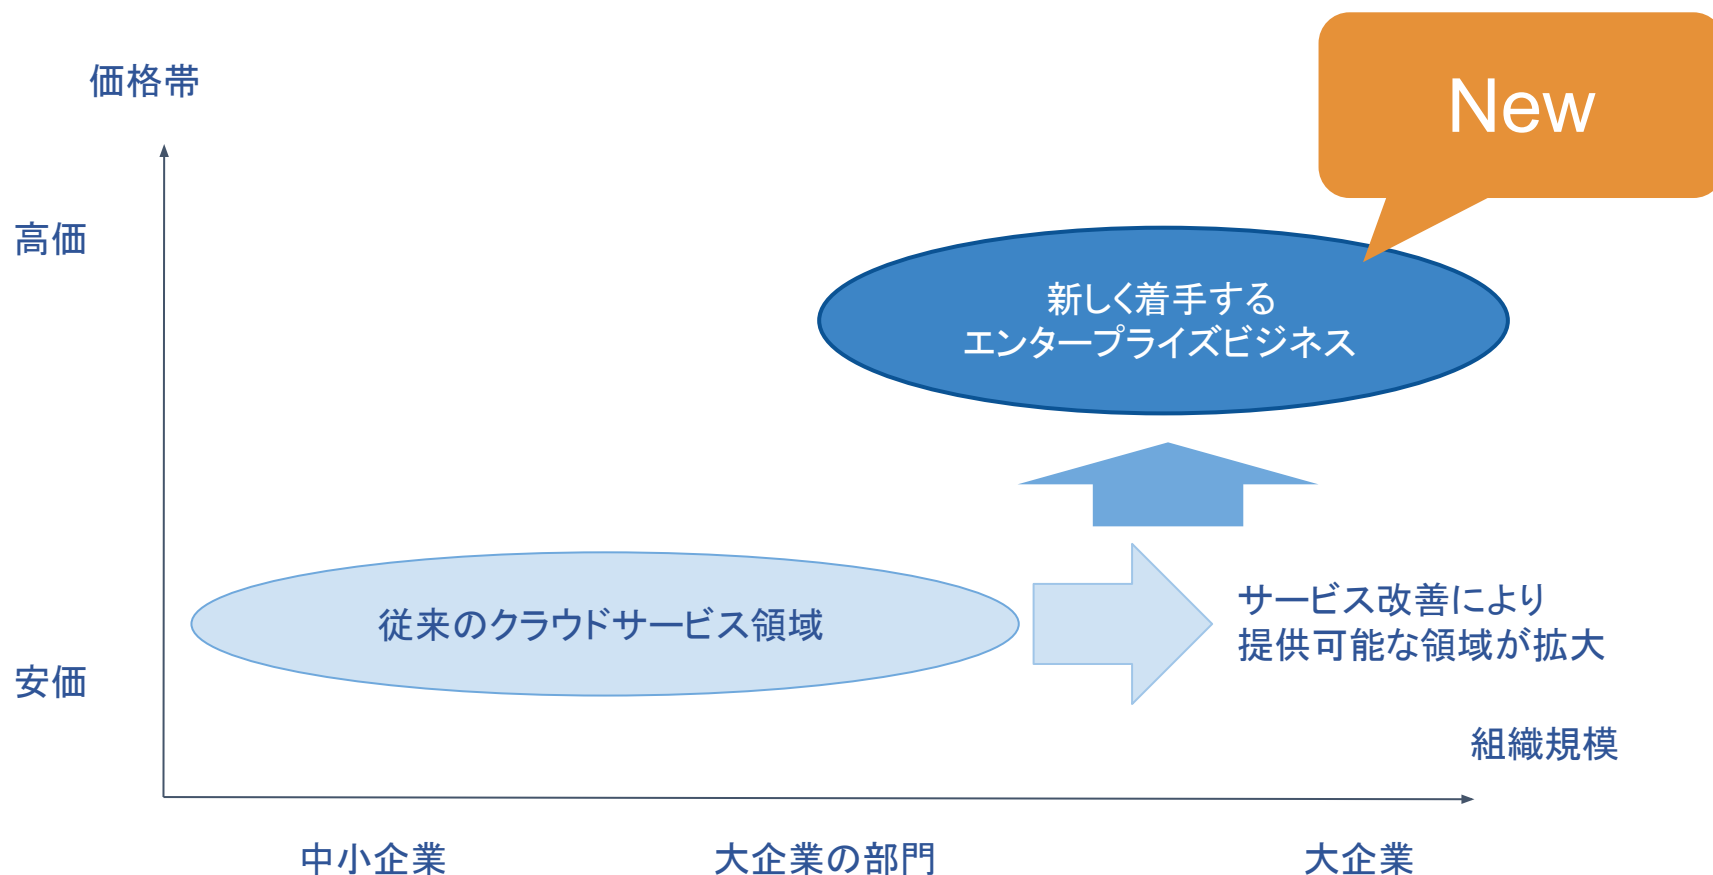 価格帯
New
高価
新しく着手する
エンタープライズビジネス
従来のクラウドサービス領域
サービス改善により
提供可能な領域が拡大
安価
組織規模
中小企業
大企業の部門
大企業